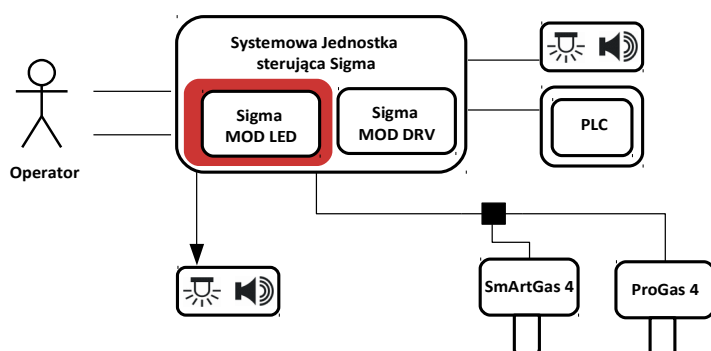 Systemowa Jednostka
sterująca Sigma
Sigma
MOD LED
Sigma
MOD DRV
PLC
Operator
SmArtGas 4
ProGas 4